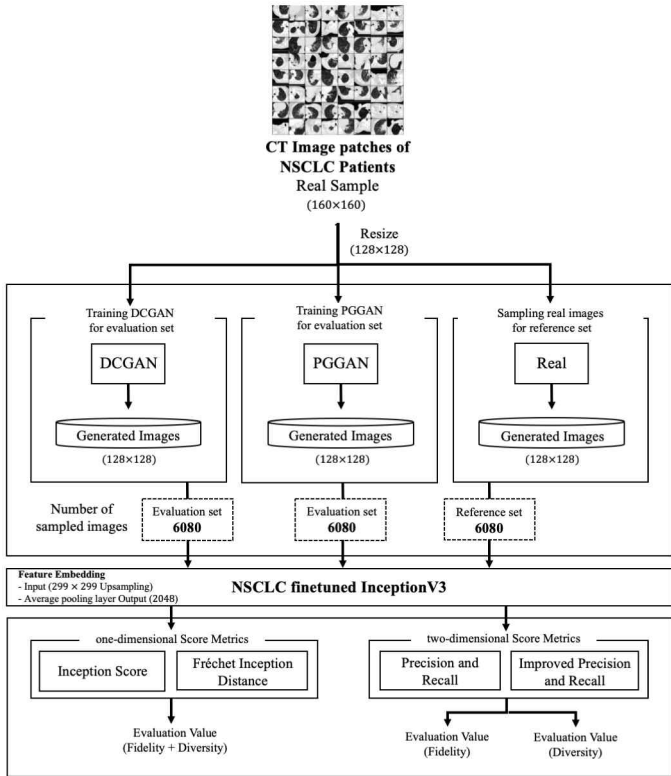 CT Image patches of
NSCLC Patients
Real Sample
(160×160)
Resize
(128×128)
Training DCGAN
for evaluation set
DCGAN
Generated Images
(128×128)
Training PGGAN
for evaluation set
PGGAN
Generated Images
(128×128)
Sampling real images
for reference set
Real
Generated Images
(128×128)
Number of
sampled images
Evaluation set
6080
Evaluation set
6080
Reference set
6080
Feature Embedding
- Input (299 × 299 Upsampling)
- Average pooling layer Output (2048)
NSCLC finetuned InceptionV3
one-dimensional Score Metrics
Inception Score
Fréchet Inception
Distance
Evaluation Value
(Fidelity + Diversity)
two-dimensional Score Metrics
Precision and
Recall
Improved Precision
and Recall
Evaluation Value
(Fidelity)
Evaluation Value
(Diversity)